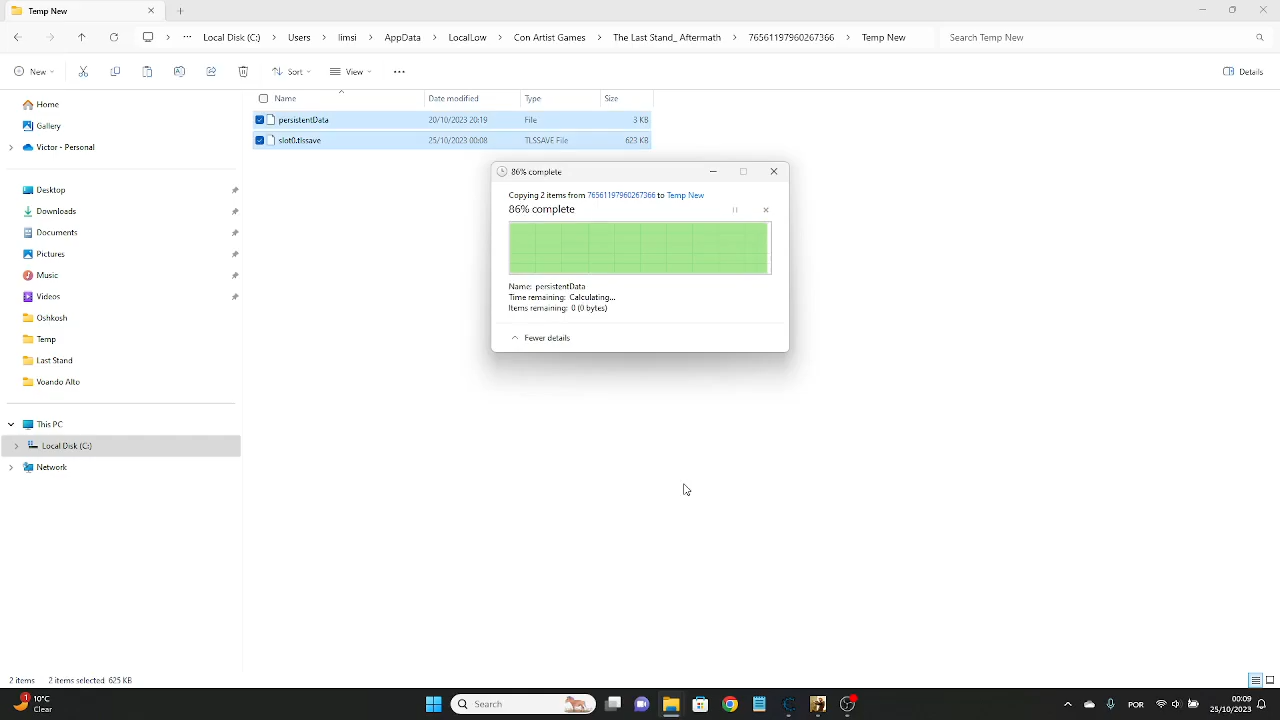 Temp New
Local Disk (C:) Users limsi AppData LocalLow Con Artist Games The Last Stand_ Aftermath 76561197960267366 Temp New Search Temp New
New Sort View Details
Name Date modified Type Size
persistentData 20/10/2023 20:19 File 3 KB
slot0.tlssave 25/10/2023 00:08 TLSSAVE File 623 KB
Home
Gallery
Victor - Personal
Desktop
Downloads
Documents
Pictures
Music
Videos
Oshkosh
Temp
Last Stand
Voando Alto
This PC
Local Disk (C:)
Network
86% complete
Copying 2 items from 76561197960267366 to Temp New
86% complete
Name: persistentData
Time remaining: Calculating...
Items remaining: 0 (0 bytes)
Fewer details
2 items 2 items selected 625 KB
1
10°C
Clear
Search
POR
00:09
25/10/2023